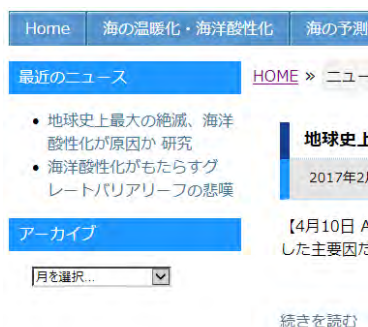 Home 海の温暖化・海洋酸性化 海の予測
最近のニュース
• 地球史上最大の絶滅、海洋
酸性化が原因か 研究
• 海洋酸性化がもたらすグ
レートバリアリーフの悲嘆
アーカイブ
月を選択...
HOME » ニュー
地球史上
2017年2
【4月10日 A
した主要因た
続きを読む